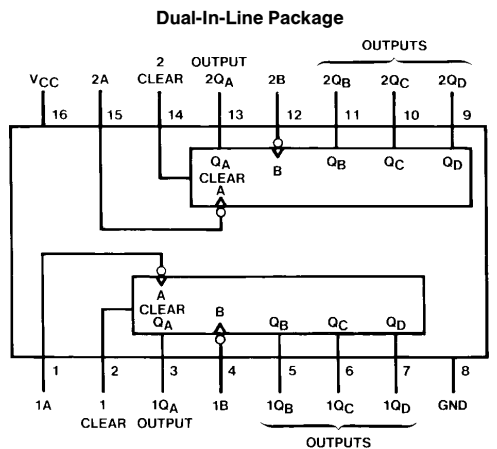 Dual-In-Line Package
OUTPUTS
2 OUTPUT
VCC 2A CLEAR 2QA 2B 2QB 2QC 2QD
16 15 14 13 12 11 10 9
QA B QB QC QD
CLEAR
A
A
CLEAR
QA B QB QC QD
1 2 3 4 5 6 7 8
1A 1 1QA 1B 1QB 1QC 1QD GND
CLEAR OUTPUT
OUTPUTS